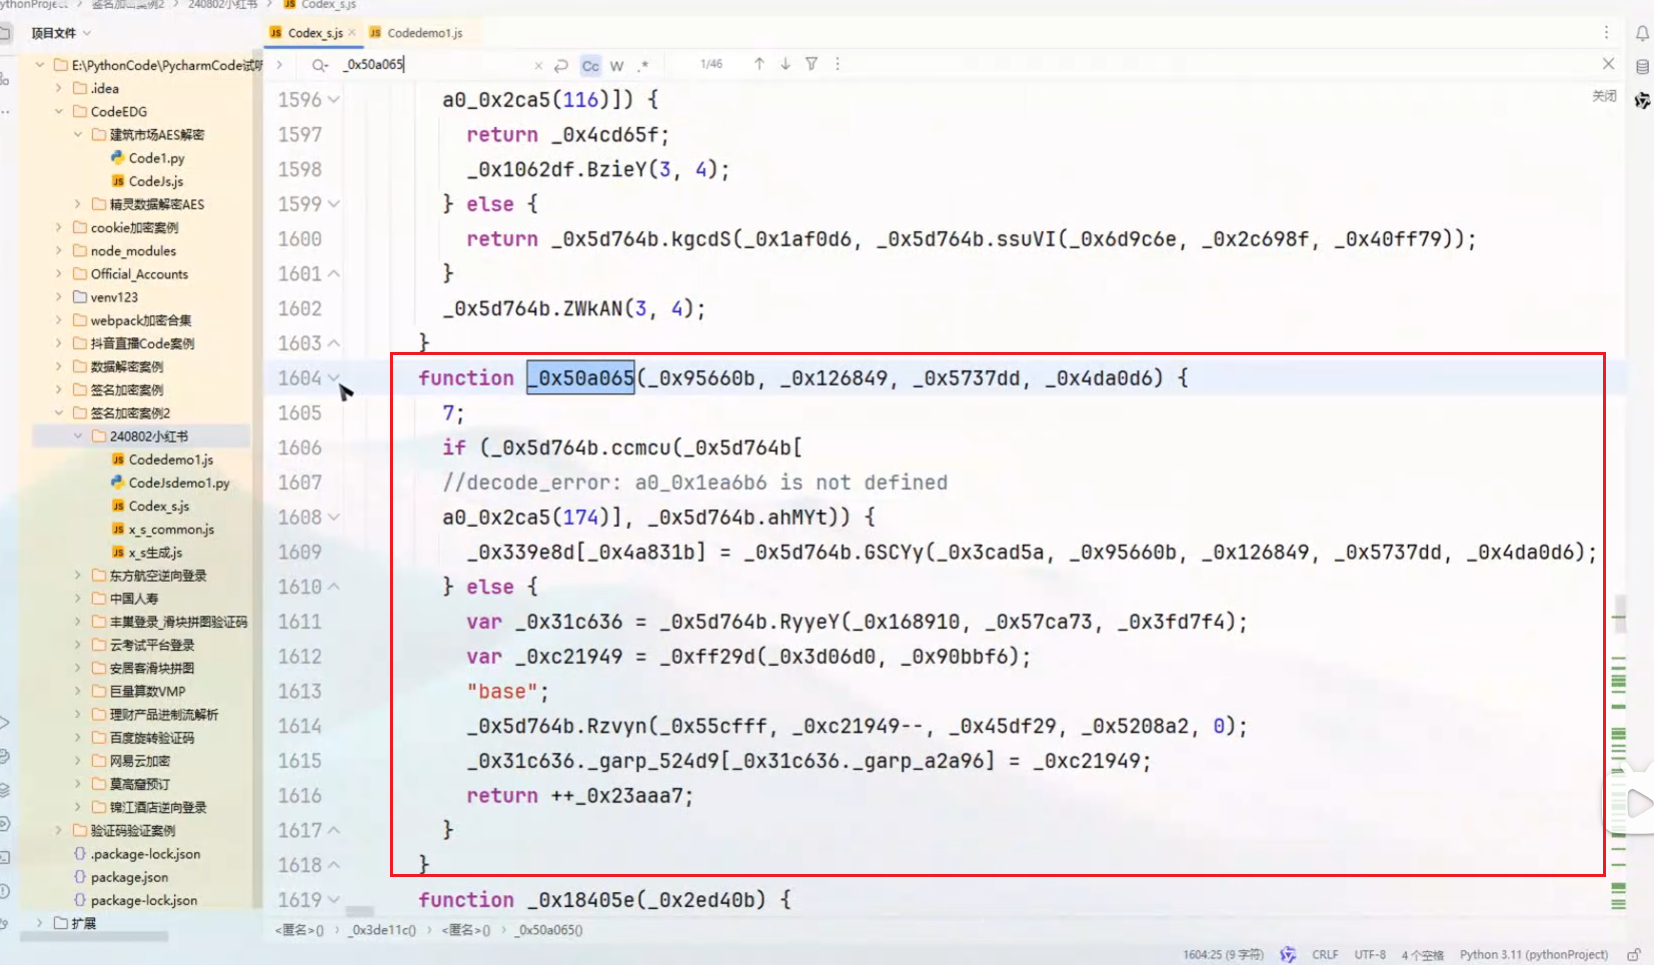 ythonProject > 签名加密案例2 > 240802小红书 > JS Codex_s.js
项目文件
JS Codex_s.js × JS Codedemo1.js
_0x50a065 × Cc W .* 1/46
关闭
E:\PythonCode\PycharmCode试听
.idea
CodeEDG
建筑市场AES解密
Code1.py
JS CodeJs.js
精灵数据解密AES
cookie加密案例
node_modules
Official_Accounts
venv123
webpack加密合集
抖音直播Code案例
数据解密案例
签名加密案例
签名加密案例2
240802小红书
JS Codedemo1.js
CodeJsdemo1.py
JS Codex_s.js
JS x_s_common.js
JS x_s生成.js
东方航空逆向登录
中国人寿
丰巢登录_滑块拼图验证码
云考试平台登录
安居客滑块拼图
巨量算数VMP
理财产品进制流解析
百度旋转验证码
网易云加密
莫高窟预订
锦江酒店逆向登录
验证码验证案例
{} .package-lock.json
{} package.json
{} package-lock.json
扩展
1596 a0_0x2ca5(116)]) {
1597 return _0x4cd65f;
1598 _0x1062df.BzieY(3, 4);
1599 } else {
1600 return _0x5d764b.kgcdS(_0x1af0d6, _0x5d764b.ssuVI(_0x6d9c6e, _0x2c698f, _0x40ff79));
1601 }
1602 _0x5d764b.ZWkAN(3, 4);
1603 }
1604 function _0x50a065(_0x95660b, _0x126849, _0x5737dd, _0x4da0d6) {
1605 7;
1606 if (_0x5d764b.ccmcu(_0x5d764b[
1607 //decode_error: a0_0x1ea6b6 is not defined
1608 a0_0x2ca5(174)], _0x5d764b.ahMYt)) {
1609 _0x339e8d[_0x4a831b] = _0x5d764b.GSCYy(_0x3cad5a, _0x95660b, _0x126849, _0x5737dd, _0x4da0d6);
1610 } else {
1611 var _0x31c636 = _0x5d764b.RyyeY(_0x168910, _0x57ca73, _0x3fd7f4);
1612 var _0xc21949 = _0xff29d(_0x3d06d0, _0x90bbf6);
1613 "base";
1614 _0x5d764b.Rzvyn(_0x55cfff, _0xc21949--, _0x45df29, _0x5208a2, 0);
1615 _0x31c636._garp_524d9[_0x31c636._garp_a2a96] = _0xc21949;
1616 return ++_0x23aaa7;
1617 }
1618 }
1619 function _0x18405e(_0x2ed40b) {
<匿名>() > _0x3de11c() > <匿名>() > _0x50a065()
1604:25 (9 字符) CRLF UTF-8 4 个空格 Python 3.11 (pythonProject)